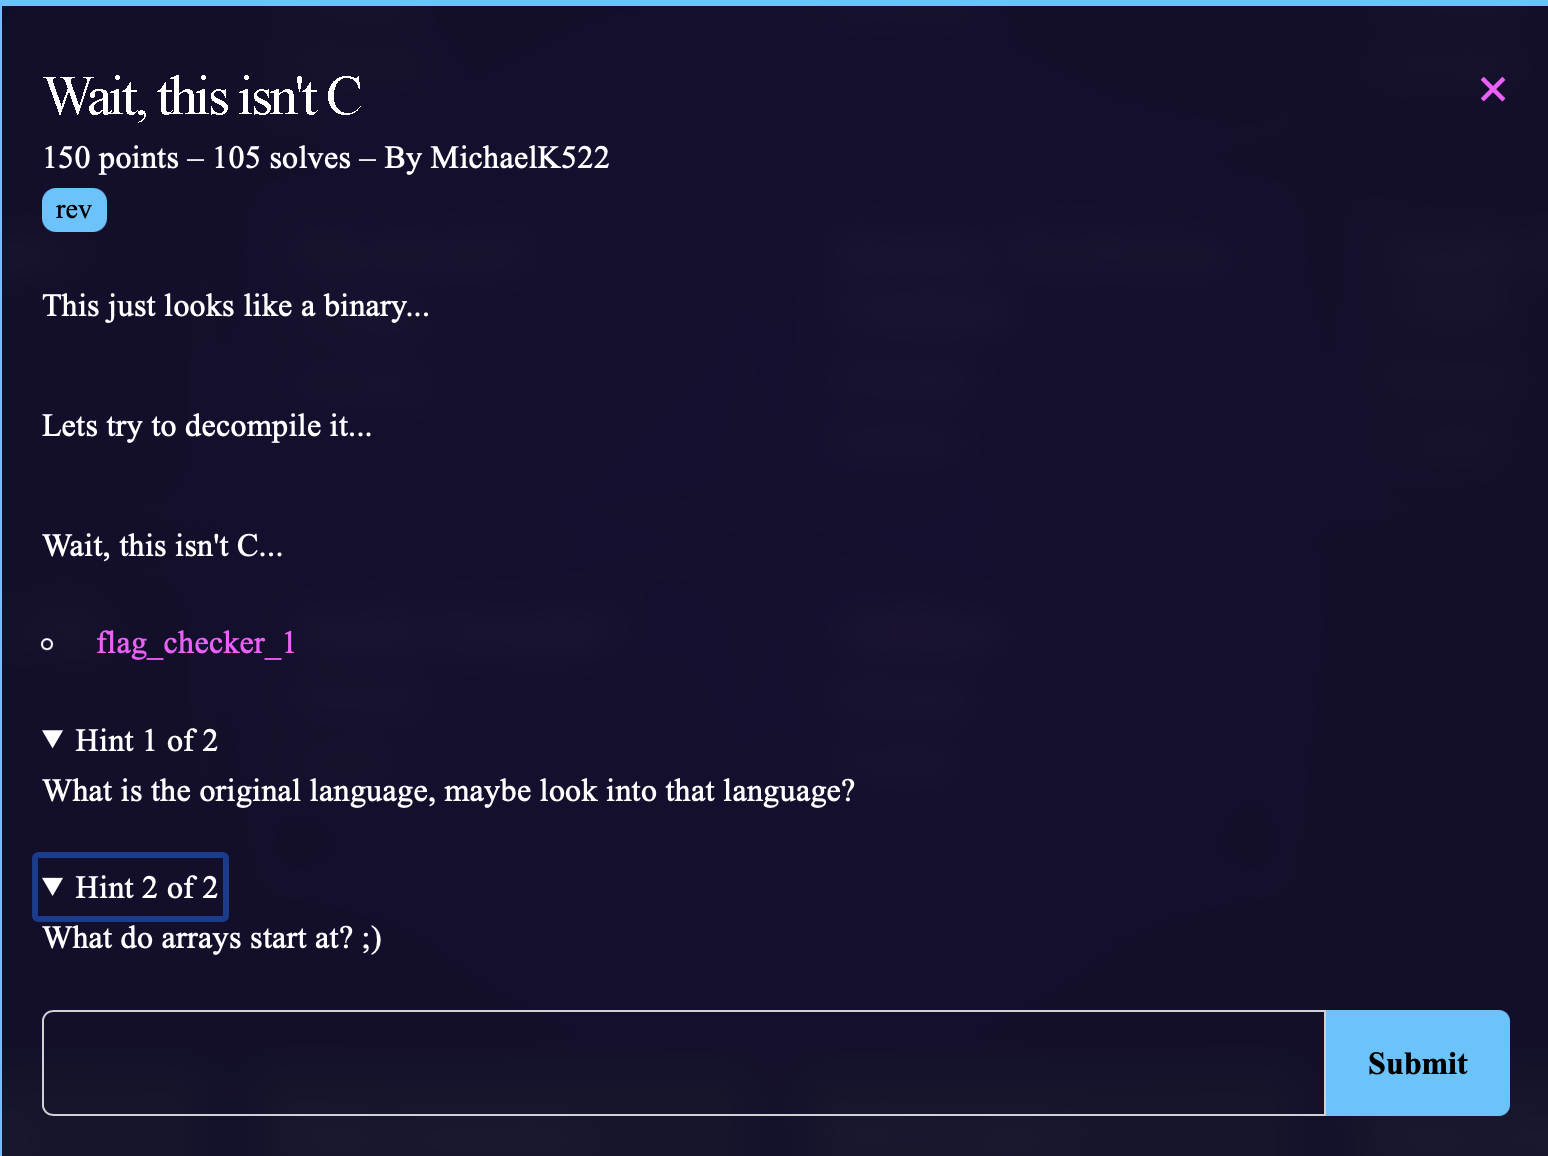 Wait, this isn't C
150 points – 105 solves – By MichaelK522
rev
This just looks like a binary...
Lets try to decompile it...
Wait, this isn't C...
flag_checker_1
Hint 1 of 2
What is the original language, maybe look into that language?
Hint 2 of 2
What do arrays start at? ;)
Submit